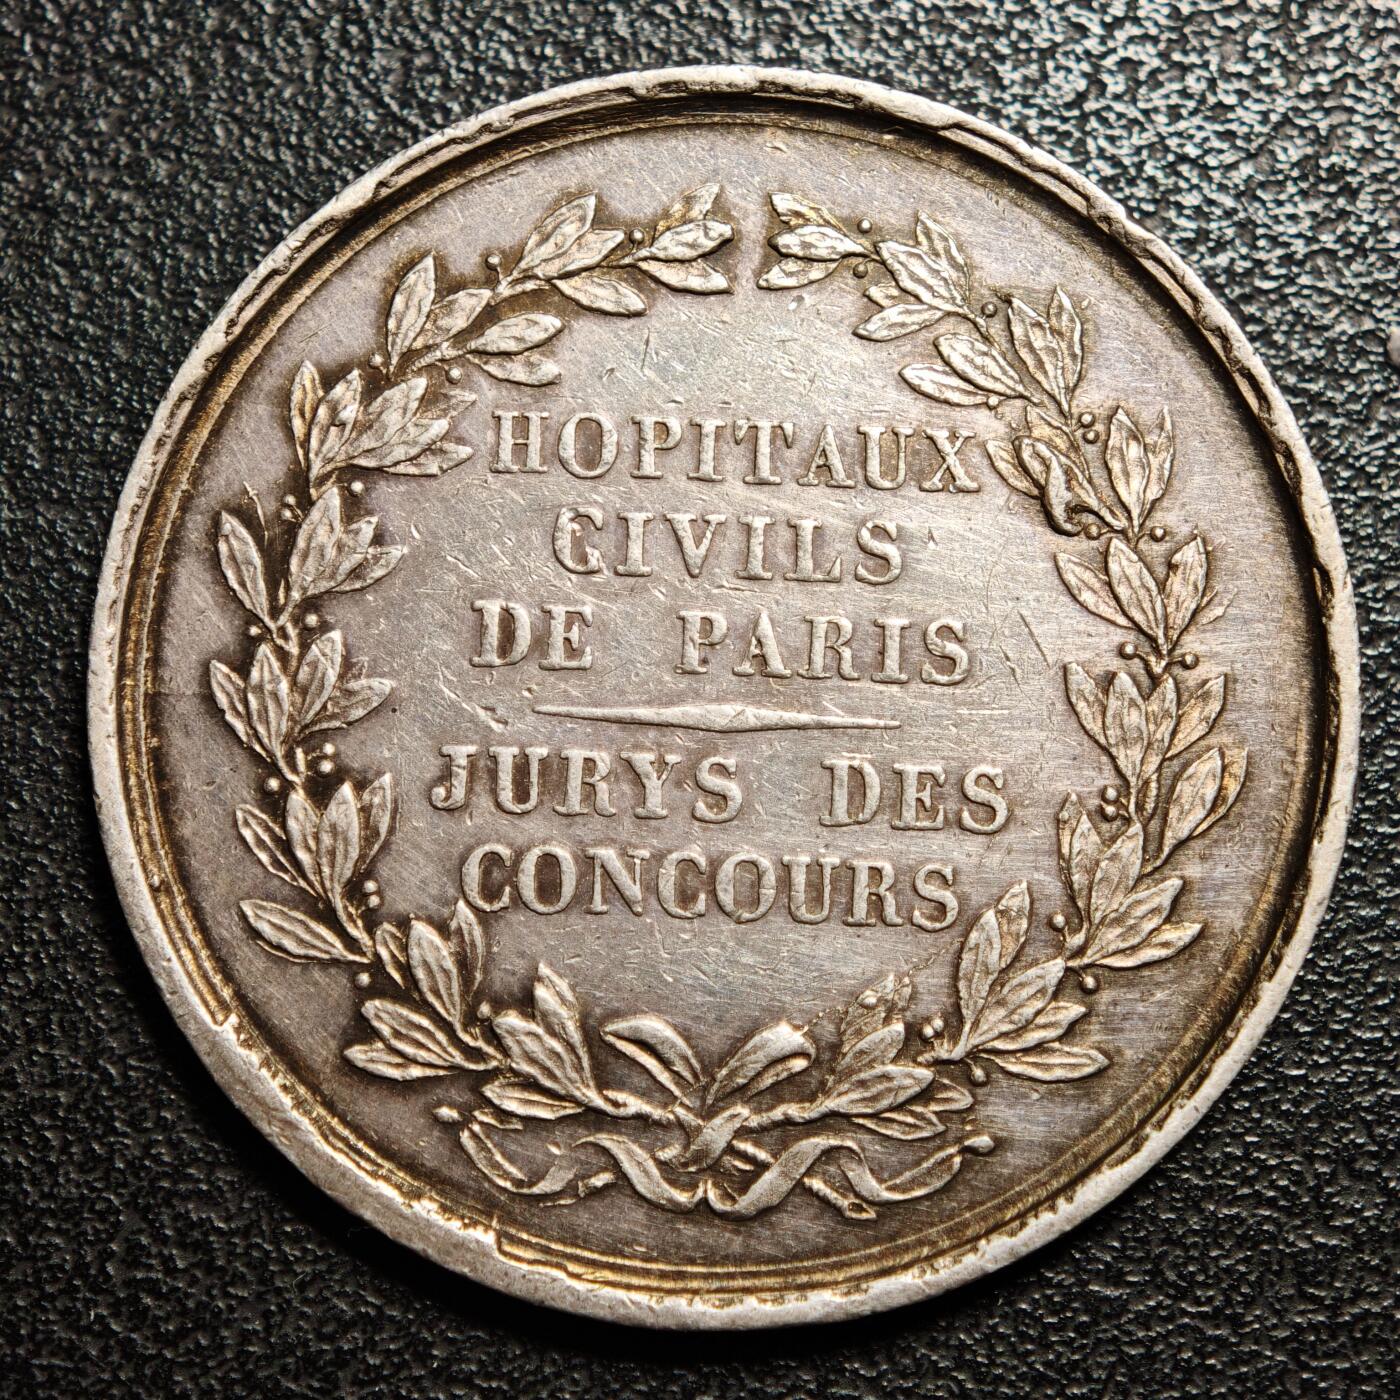 HOPITAUX
CIVILS
DE PARIS
JURYS DES
CONCOURS